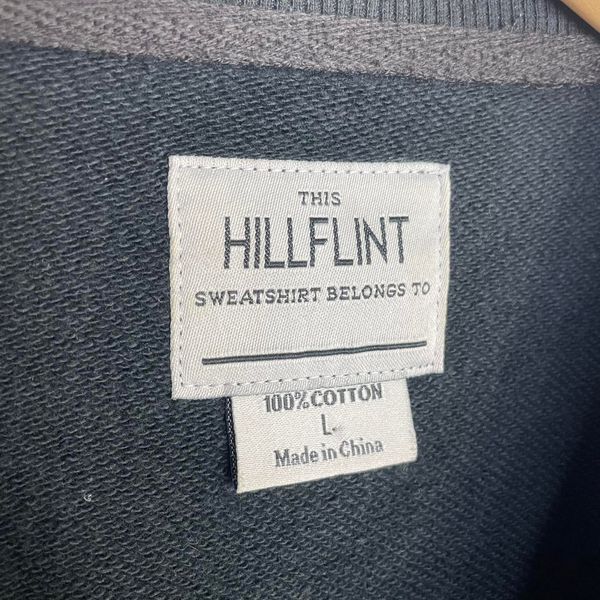 THIS
HILLFLINT
SWEATSHIRT BELONGS TO
100% COTTON
L
Made in China